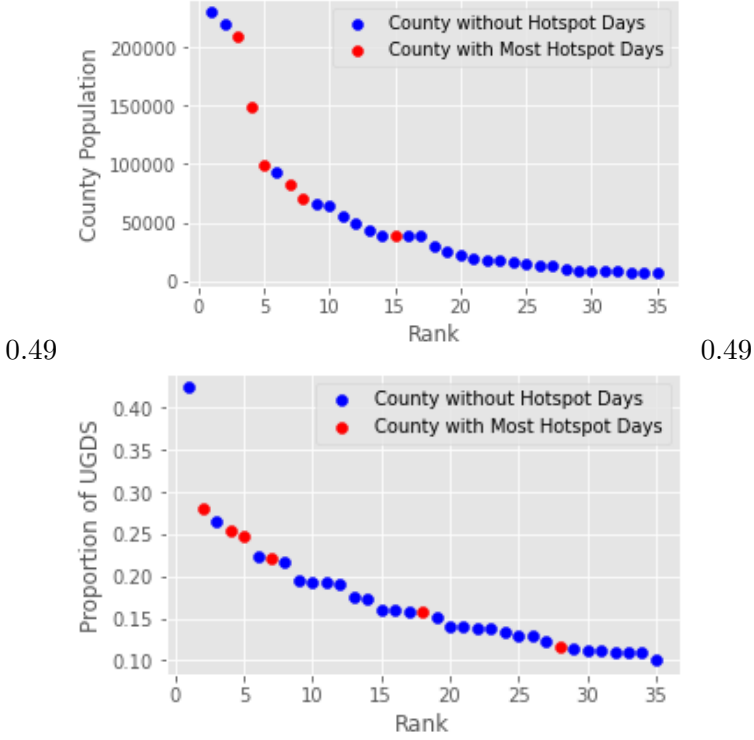 County without Hotspot Days
County with Most Hotspot Days
200000
150000
100000
50000
0
County Population
0 5 10 15 20 25 30 35
Rank
0.49 0.49
County without Hotspot Days
County with Most Hotspot Days
0.40
0.35
0.30
0.25
0.20
0.15
0.10
Proportion of UGDS
0 5 10 15 20 25 30 35
Rank